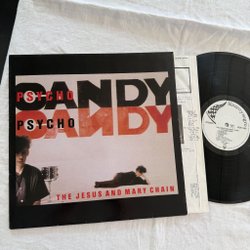 PSYCHO
CANDY
PSYCHO
CANDY
THE JESUS AND MARY CHAIN